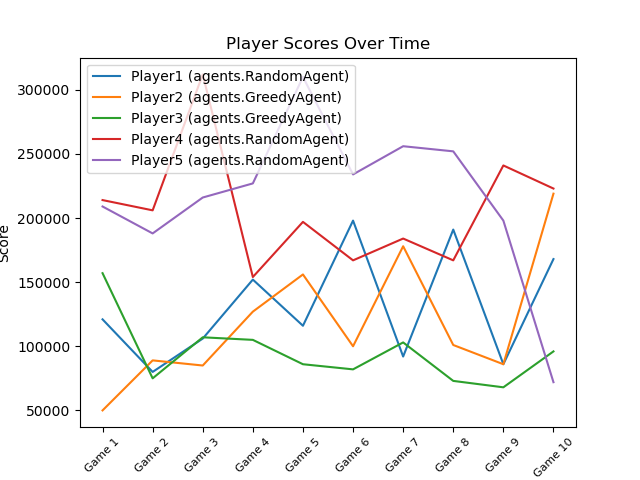 Player Scores Over Time
Player1 (agents.RandomAgent)
Player2 (agents.GreedyAgent)
Player3 (agents.GreedyAgent)
Player4 (agents.RandomAgent)
Player5 (agents.RandomAgent)
300000
250000
200000
150000
100000
50000
Score
Game 1
Game 2
Game 3
Game 4
Game 5
Game 6
Game 7
Game 8
Game 9
Game 10